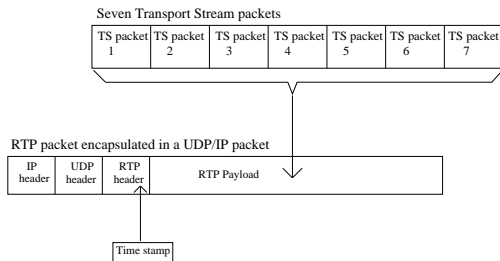 Seven Transport Stream packets
TS packet 1
TS packet 2
TS packet 3
TS packet 4
TS packet 5
TS packet 6
TS packet 7
RTP packet encapsulated in a UDP/IP packet
IP header
UDP header
RTP header
RTP Payload
Time stamp